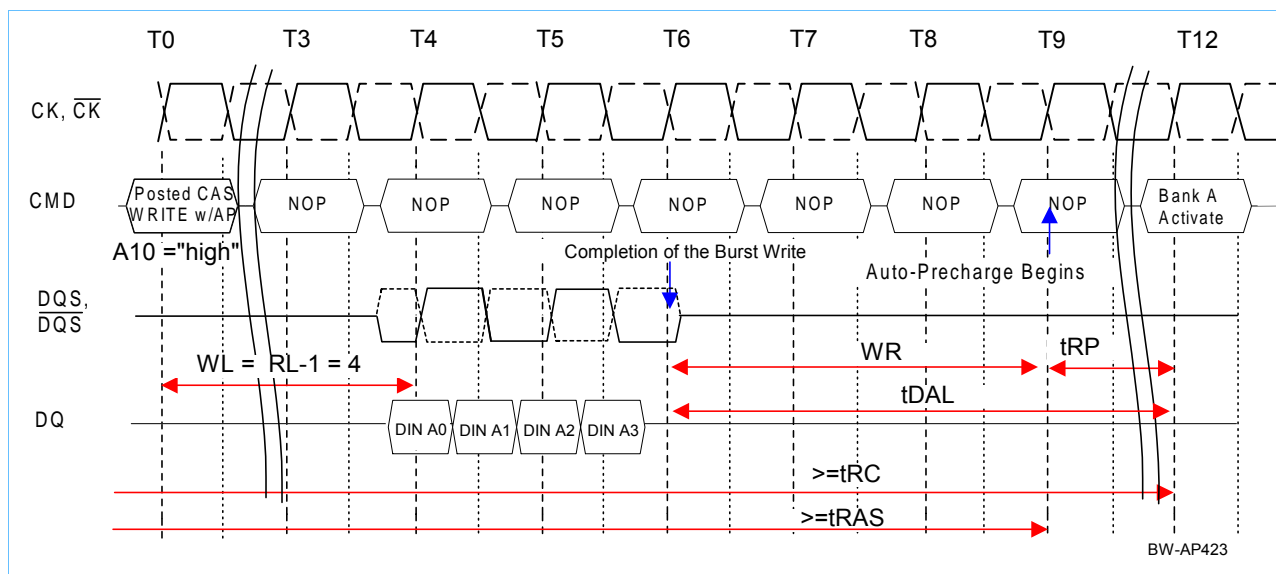 T0 T3 T4 T5 T6 T7 T8 T9 T12
CK, CK
CMD
Posted CAS
WRITE w/AP
NOP NOP NOP NOP NOP NOP NOP
Bank A
Activate
A10 ="high"
Completion of the Burst Write
Auto-Precharge Begins
DQS,
DQS
WL = RL-1 = 4
WR
tRP
tDAL
DQ
DIN A0 DIN A1 DIN A2 DIN A3
>=tRC
>=tRAS
BW-AP423